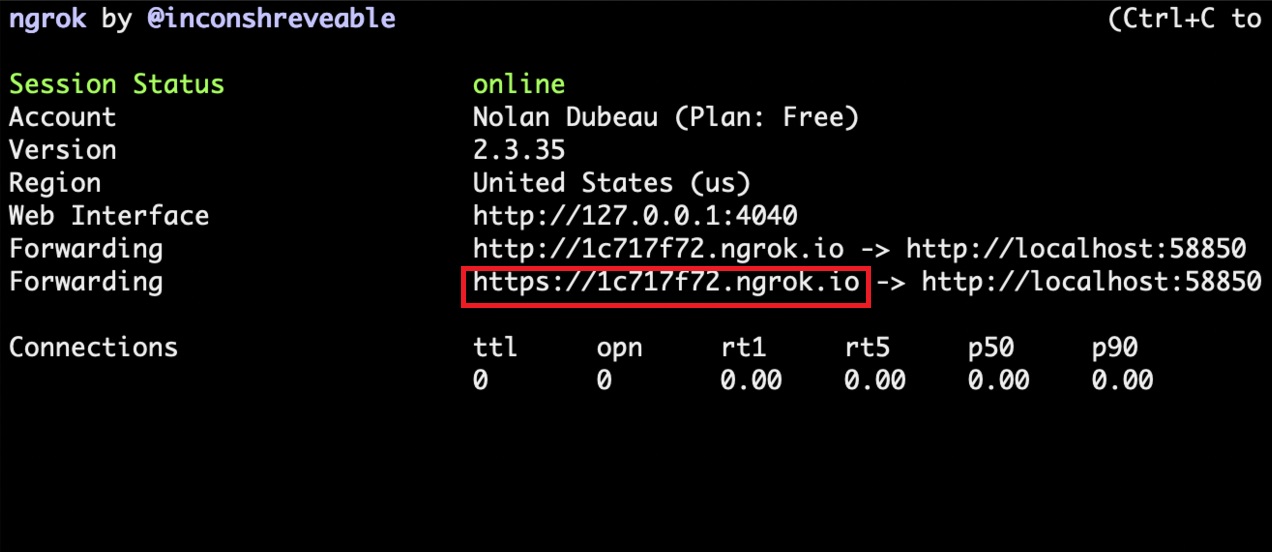 ngrok by @inconshreveable (Ctrl+C to
Session Status online
Account Nolan Dubeau (Plan: Free)
Version 2.3.35
Region United States (us)
Web Interface http://127.0.0.1:4040
Forwarding http://1c717f72.ngrok.io -> http://localhost:58850
Forwarding https://1c717f72.ngrok.io -> http://localhost:58850
Connections ttl opn rt1 rt5 p50 p90
0 0 0.00 0.00 0.00 0.00